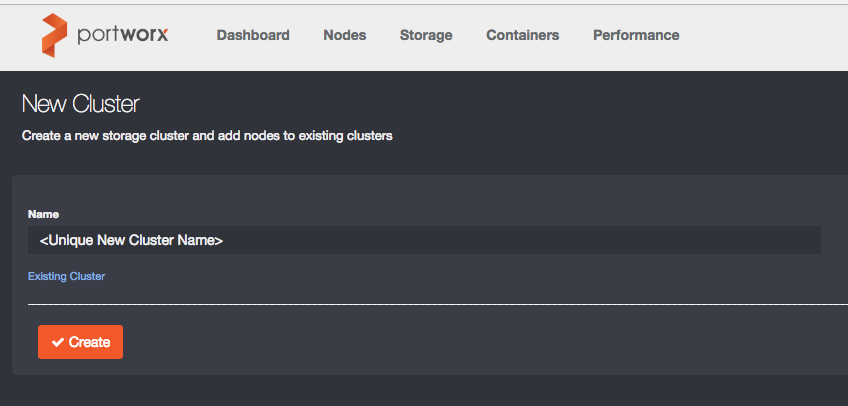 portworx Dashboard Nodes Storage Containers Performance
New Cluster
Create a new storage cluster and add nodes to existing clusters
Name
<Unique New Cluster Name>
Existing Cluster
Create